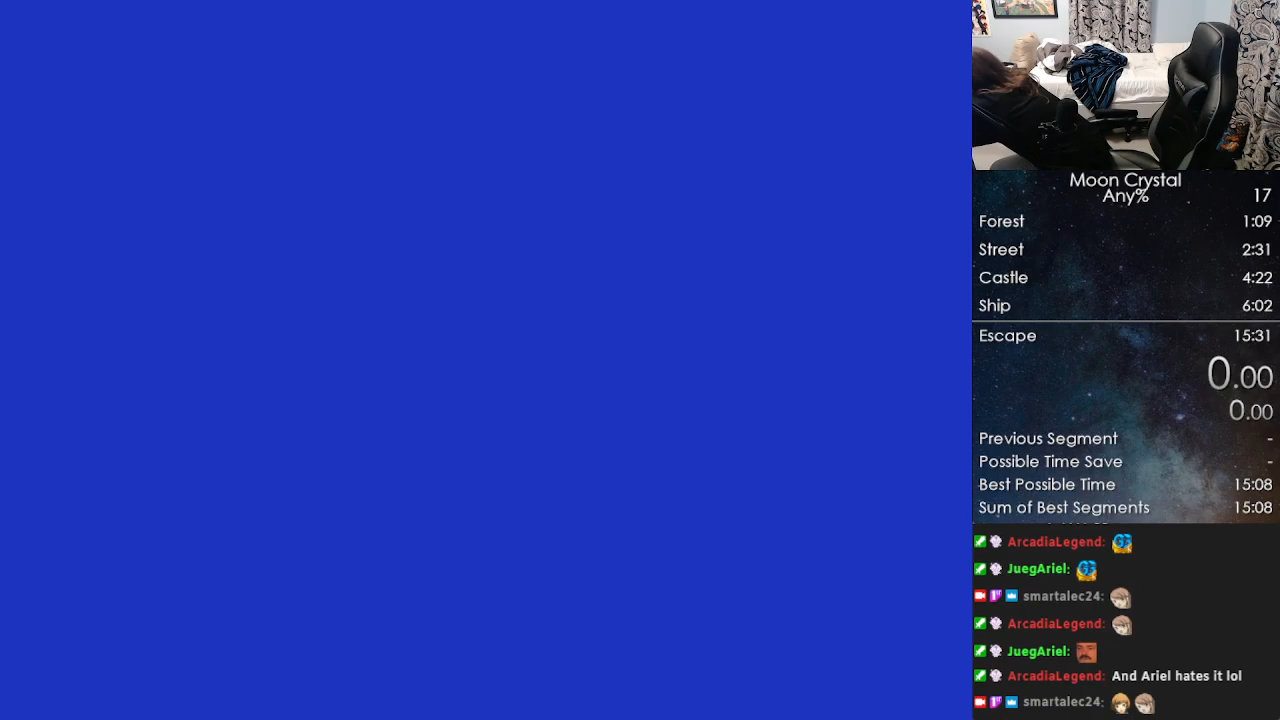 Moon Crystal
Any% 17
Forest 1:09
Street 2:31
Castle 4:22
Ship 6:02
Escape 15:31
0.00
0.00
Previous Segment -
Possible Time Save -
Best Possible Time 15:08
Sum of Best Segments 15:08
ArcadiaLegend: GG
JuegAriel: GG
smartalec24:
ArcadiaLegend:
JuegAriel:
ArcadiaLegend: And Ariel hates it lol
smartalec24: